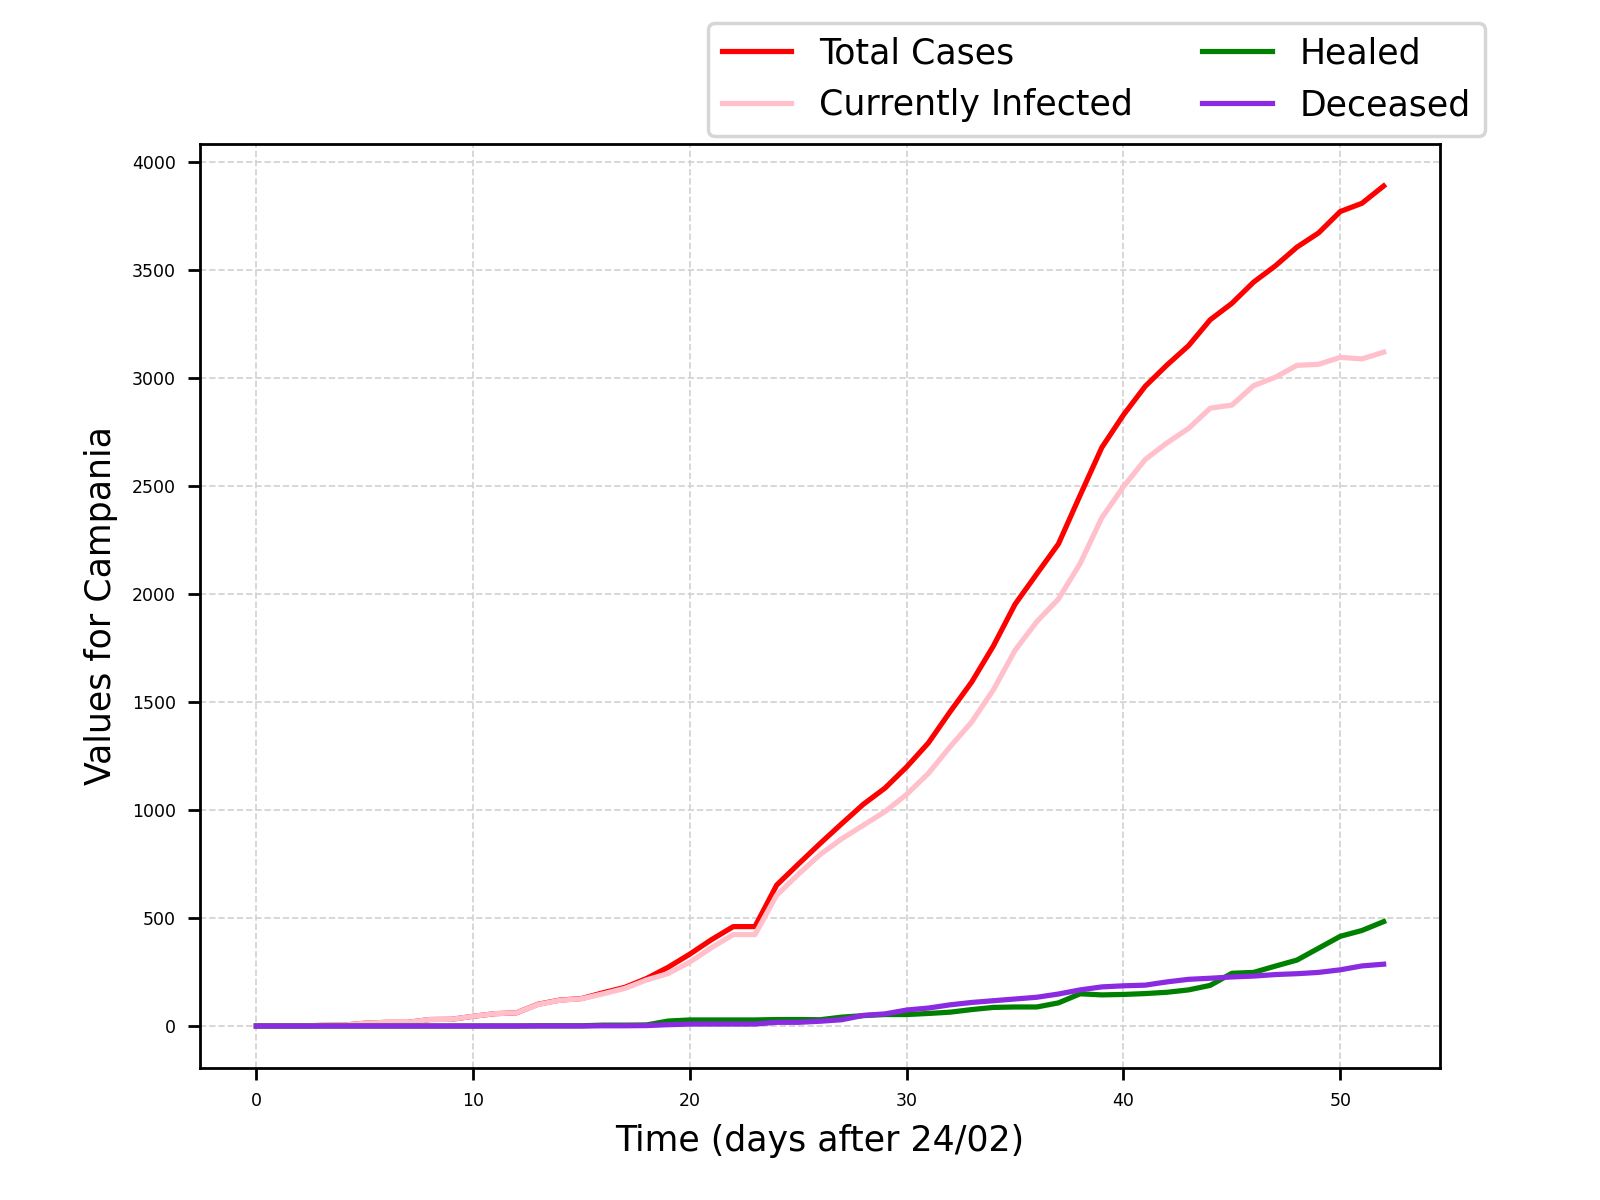 Total Cases
Currently Infected
Healed
Deceased
4000
3500
3000
2500
2000
1500
1000
500
0
Values for Campania
0 10 20 30 40 50
Time (days after 24/02)